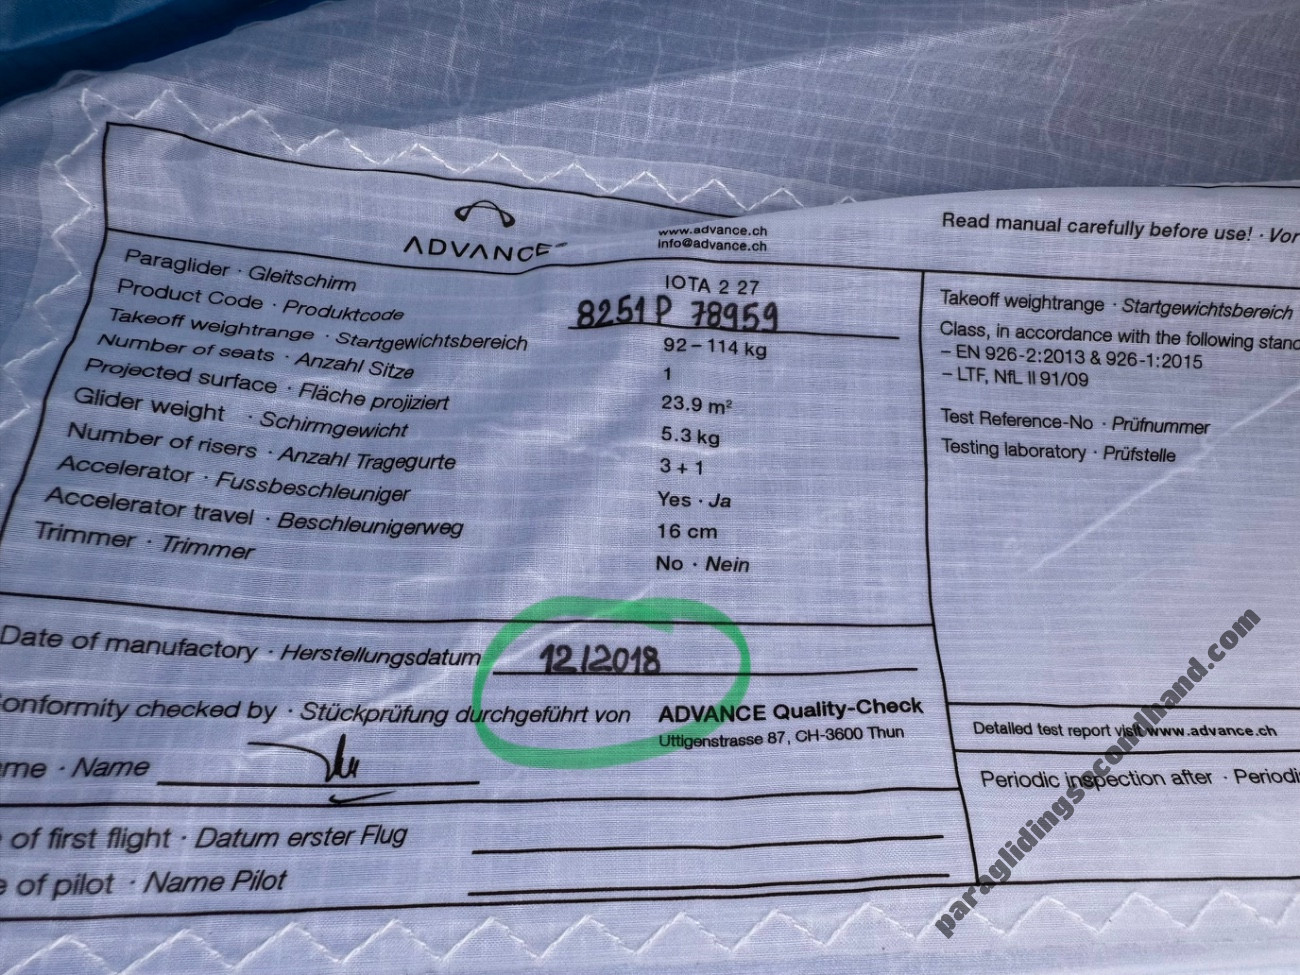 ADVANCE
www.advance.ch
info@advance.ch
Paraglider · Gleitschirm IOTA 2 27
Product Code · Produktcode 8251 P 78959
Takeoff weightrange · Startgewichtsbereich 92 – 114 kg
Number of seats · Anzahl Sitze 1
Projected surface · Fläche projiziert 23.9 m²
Glider weight · Schirmgewicht 5.3 kg
Number of risers · Anzahl Tragegurte 3 + 1
Accelerator · Fussbeschleuniger Yes · Ja
Accelerator travel · Beschleunigerweg 16 cm
Trimmer · Trimmer No · Nein
Date of manufactory · Herstellungsdatum 12/2018
onformity checked by · Stückprüfung durchgeführt von ADVANCE Quality-Check
Uttigenstrasse 87, CH-3600 Thun
me · Name
of first flight · Datum erster Flug
e of pilot · Name Pilot
Read manual carefully before use! · Vor
Takeoff weightrange · Startgewichtsbereich
Class, in accordance with the following stand
– EN 926-2:2013 & 926-1:2015
– LTF, NfL II 91/09
Test Reference-No · Prüfnummer
Testing laboratory · Prüfstelle
Detailed test report visit www.advance.ch
Periodic inspection after · Periodi
paraglidingsecondhand.com